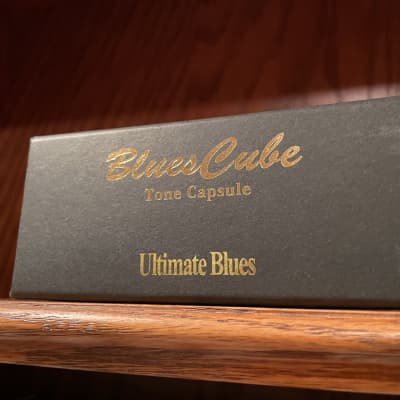 BluesCube
Tone Capsule
Ultimate Blues